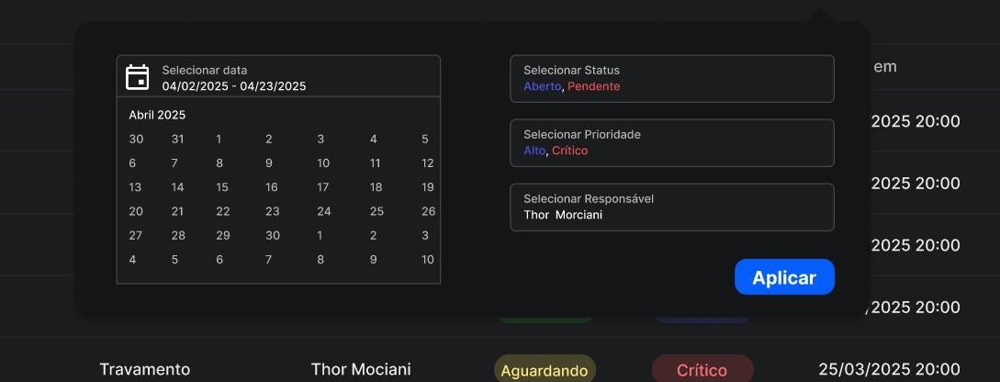 Selecionar data
04/02/2025 - 04/23/2025
Abril 2025
30 31 1 2 3 4 5
6 7 8 9 10 11 12
13 14 15 16 17 18 19
20 21 22 23 24 25 26
27 28 29 30 1 2 3
4 5 6 7 8 9 10
Selecionar Status
Aberto, Pendente
Selecionar Prioridade
Alto, Crítico
Selecionar Responsável
Thor Morciani
Aplicar
em
2025 20:00
2025 20:00
2025 20:00
/2025 20:00
Travamento Thor Mociani Aguardando Crítico 25/03/2025 20:00